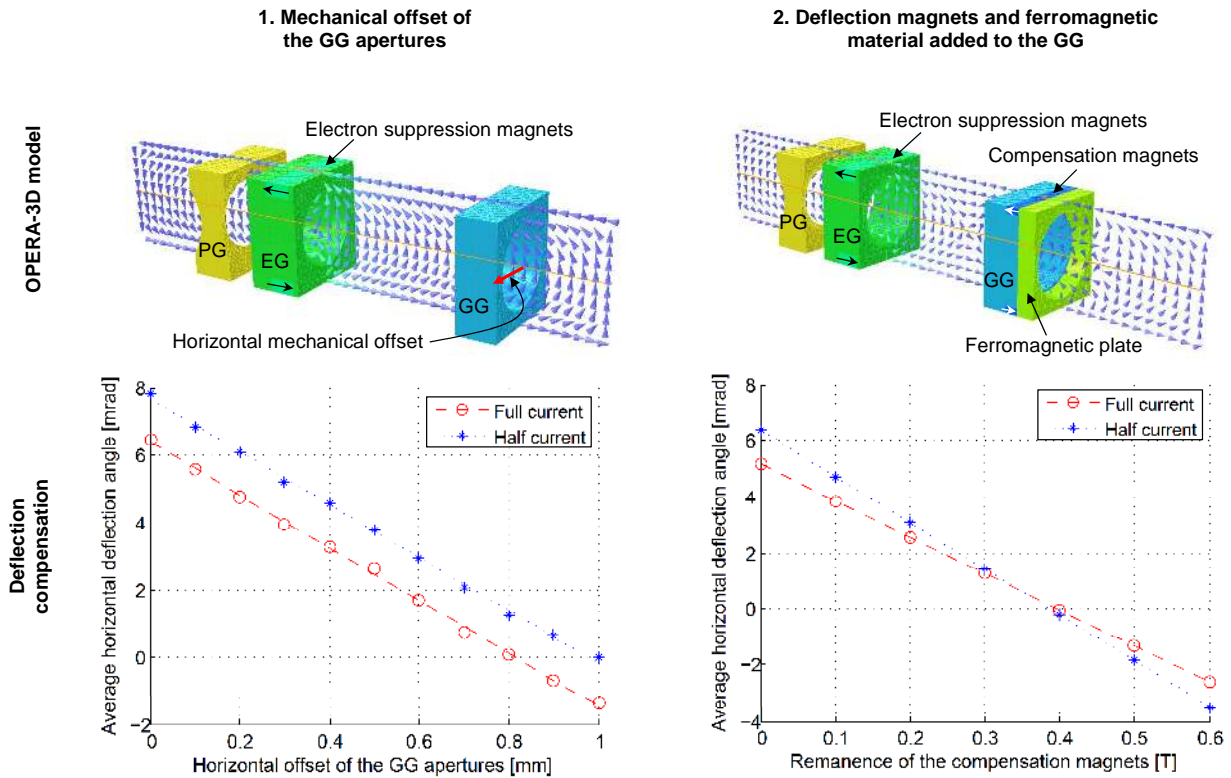 1. Mechanical offset of
the GG apertures
2. Deflection magnets and ferromagnetic
material added to the GG
OPERA-3D model
Electron suppression magnets
PG
EG
GG
Horizontal mechanical offset
Electron suppression magnets
Compensation magnets
PG
EG
GG
Ferromagnetic plate
Deflection
compensation
Average horizontal deflection angle [mrad]
8
6
4
2
0
−2
0
0.2
0.4
0.6
0.8
1
Horizontal offset of the GG apertures [mm]
Full current
Half current
Average horizontal deflection angle [mrad]
8
6
4
2
0
−2
−4
0
0.1
0.2
0.3
0.4
0.5
0.6
Remanence of the compensation magnets [T]
Full current
Half current